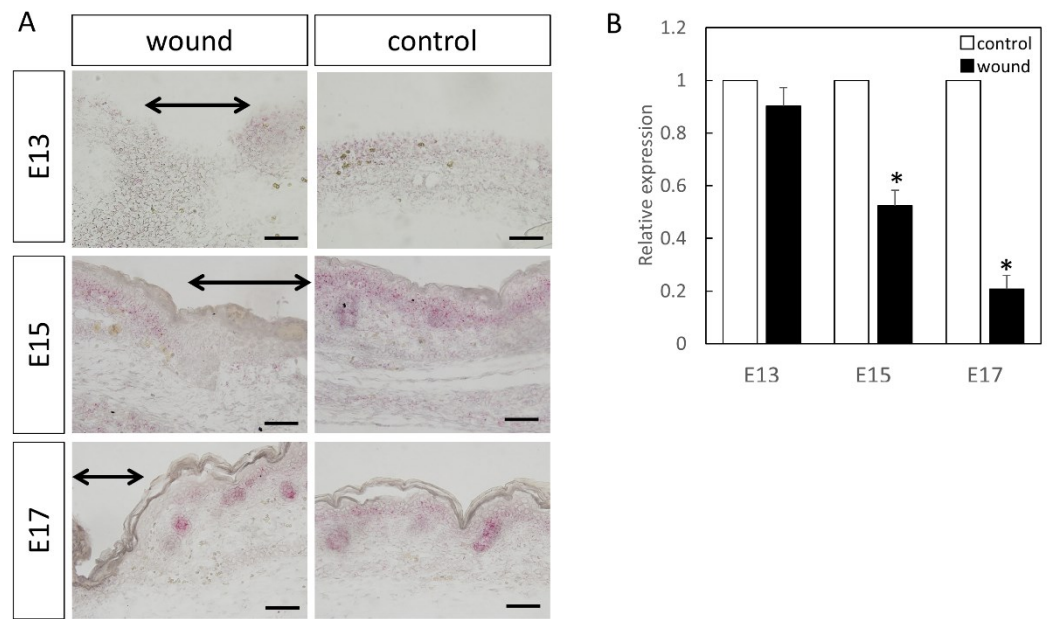 A
wound
control
E13
E15
E17
B
1.2
1
0.8
0.6
0.4
0.2
0
Relative expression
control
wound
*
*
E13
E15
E17